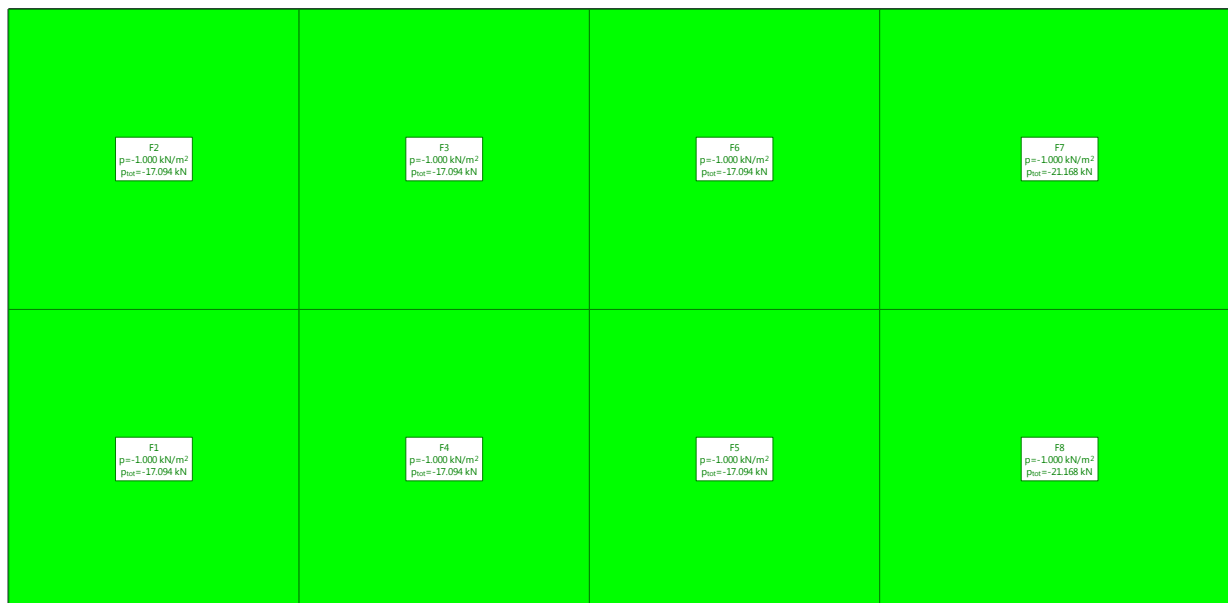 F2
p=-1.000 kN/m²
pₜₒₜ=-17.094 kN
F3
p=-1.000 kN/m²
pₜₒₜ=-17.094 kN
F6
p=-1.000 kN/m²
pₜₒₜ=-17.094 kN
F7
p=-1.000 kN/m²
pₜₒₜ=-21.168 kN
F1
p=-1.000 kN/m²
pₜₒₜ=-17.094 kN
F4
p=-1.000 kN/m²
pₜₒₜ=-17.094 kN
F5
p=-1.000 kN/m²
pₜₒₜ=-17.094 kN
F8
p=-1.000 kN/m²
pₜₒₜ=-21.168 kN